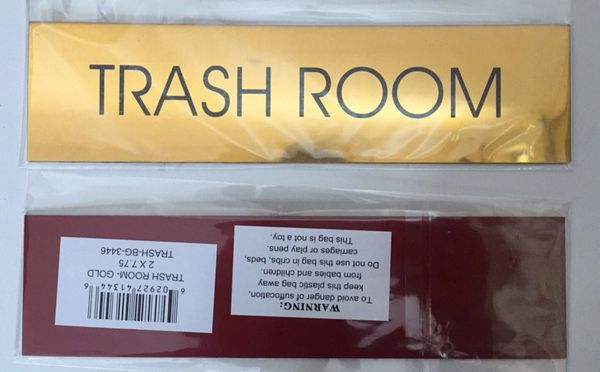 TRASH ROOM
TRASH ROOM- GOLD
2 X 7.75
TRASH-BG-3446
6 02927 41344 6
WARNING:
To avoid danger of suffocation,
keep this plastic bag away
from babies and children.
Do not use this bag in cribs, beds,
carriages or play pens.
This bag is not a toy.